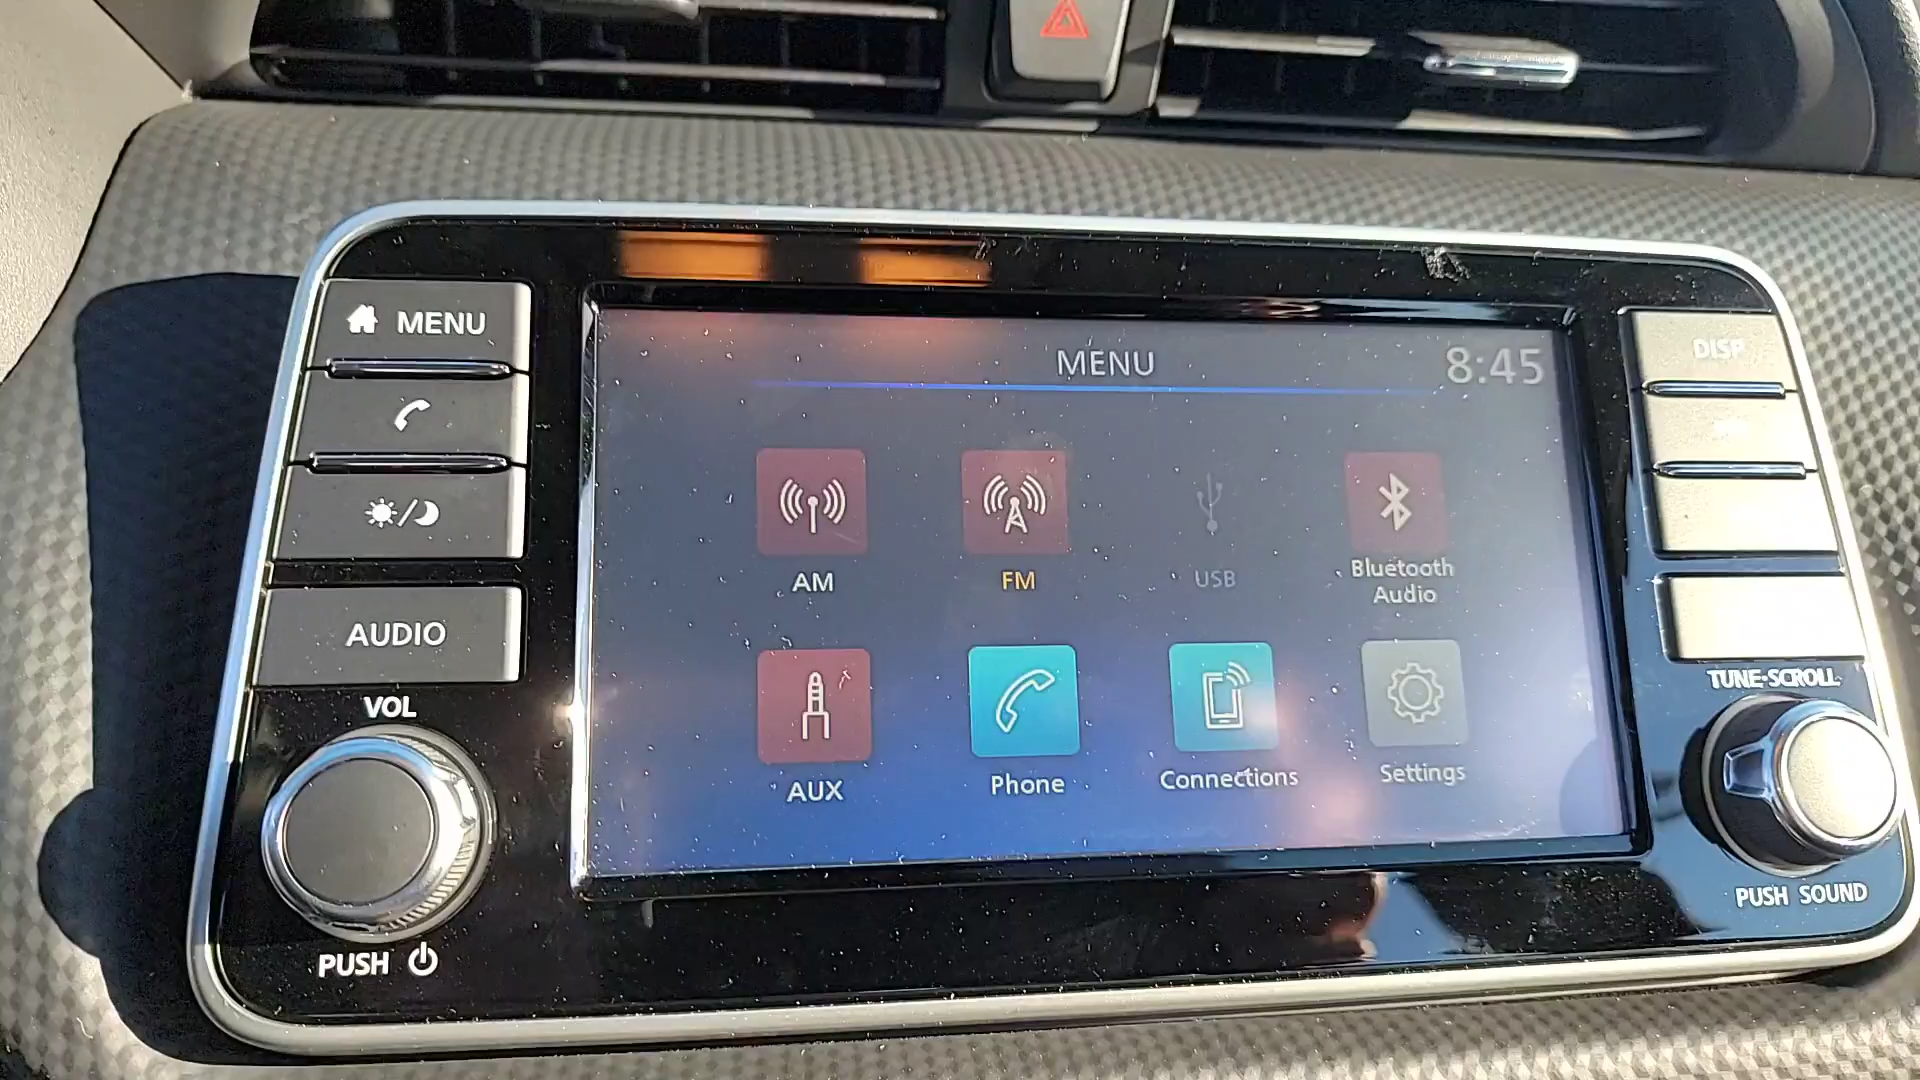 MENU
AUDIO
VOL
PUSH
MENU
8:45
AM
FM
USB
Bluetooth
Audio
AUX
Phone
Connections
Settings
DISP
TUNE·SCROLL
PUSH SOUND